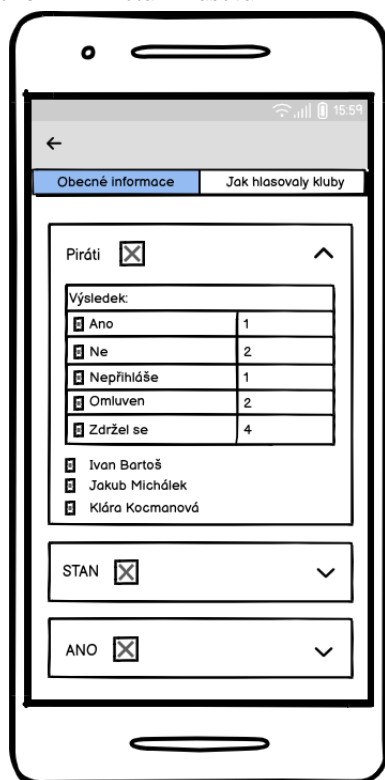 15:59
Obecné informace
Jak hlasovaly kluby
Piráti
Výsledek:
Ano 1
Ne 2
Nepřihláše 1
Omluven 2
Zdržel se 4
Ivan Bartoš
Jakub Michálek
Klára Kocmanová
STAN
ANO